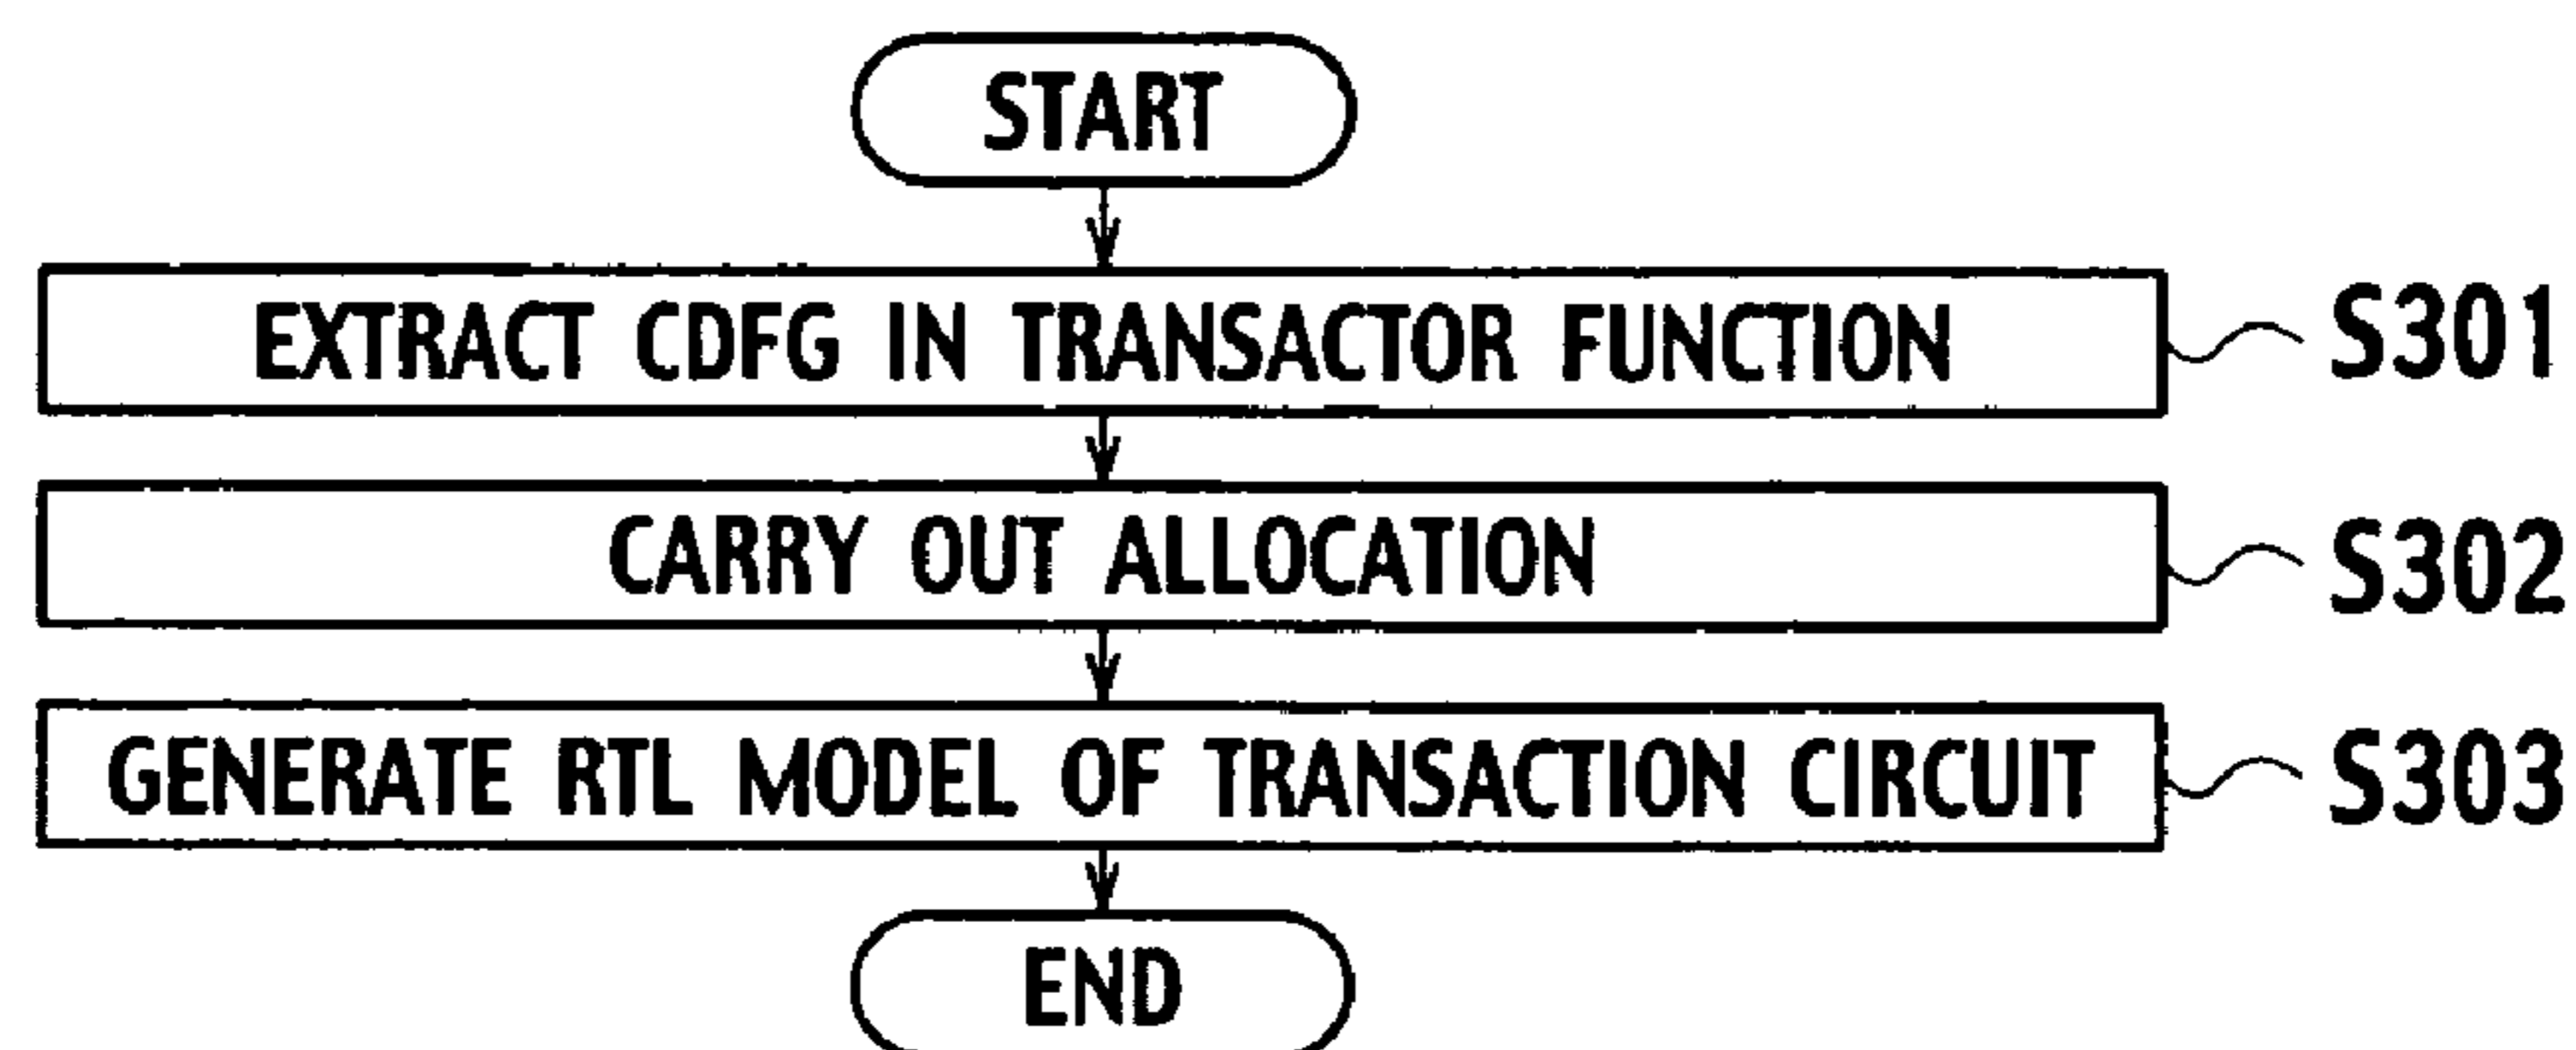 START
EXTRACT CDFG IN TRANSACTOR FUNCTION S301
CARRY OUT ALLOCATION S302
GENERATE RTL MODEL OF TRANSACTION CIRCUIT S303
END